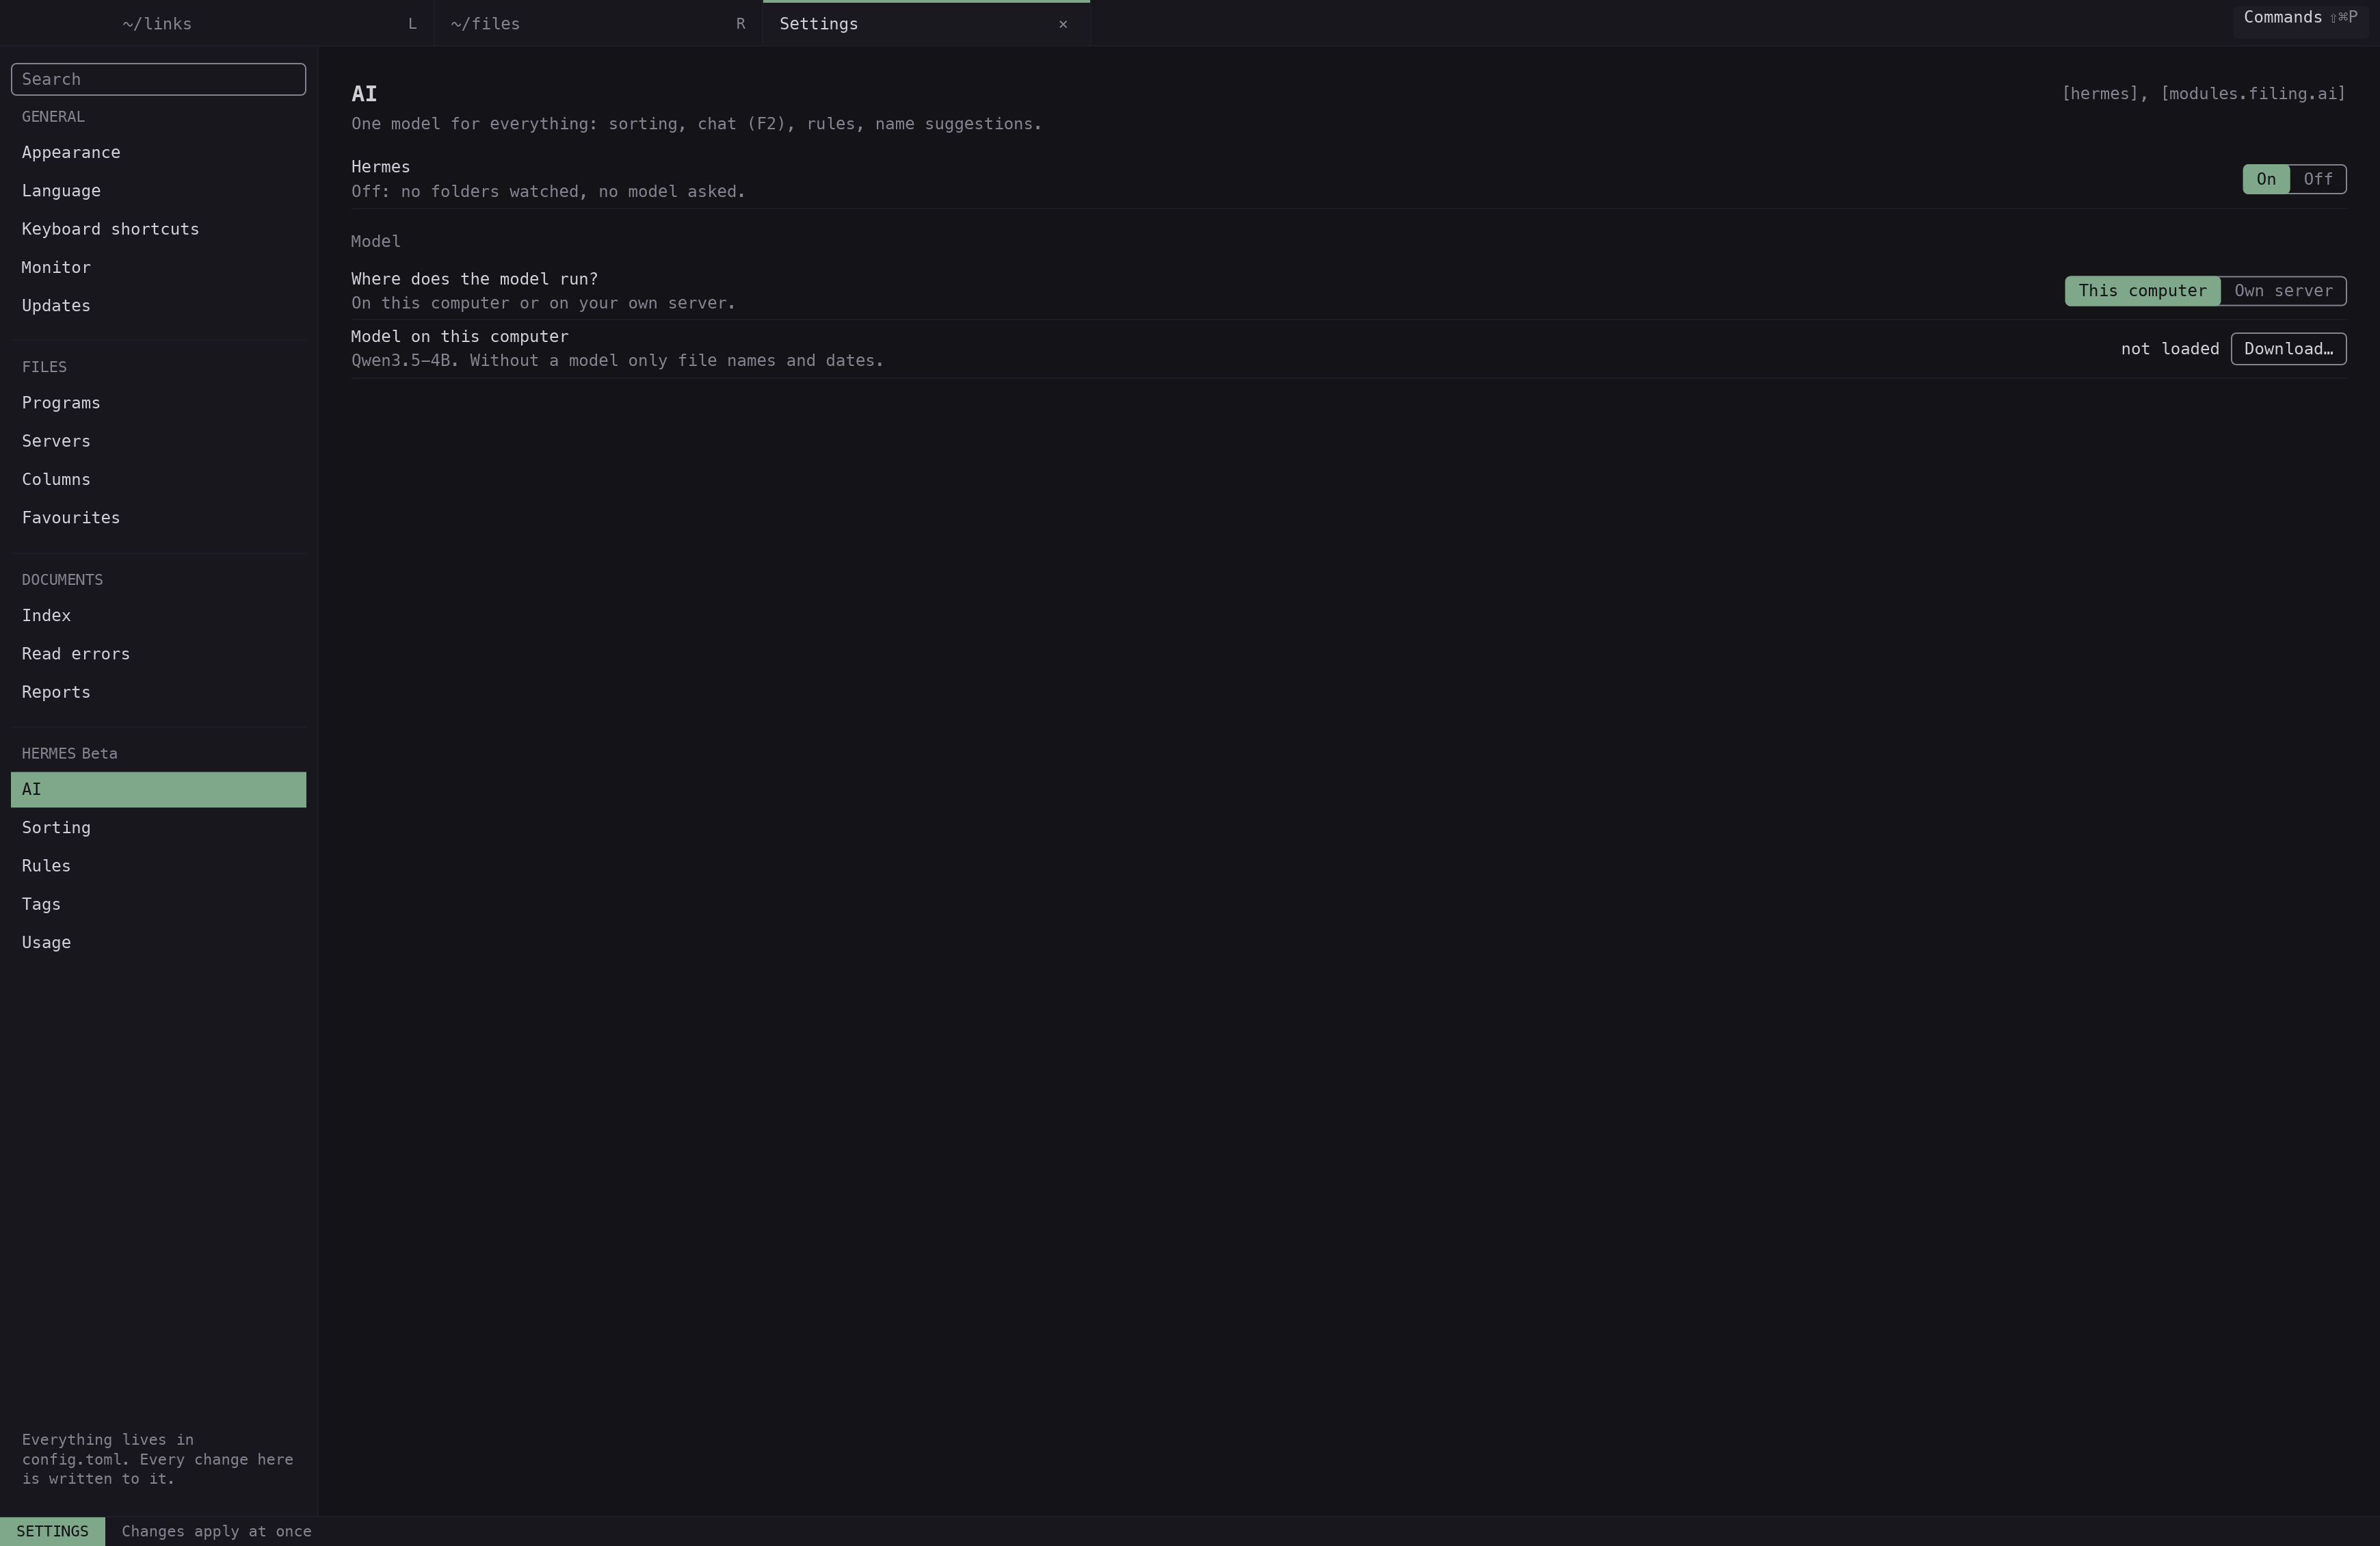 ~/links L ~/files R Settings × Commands ⇧⌘P
Search
GENERAL
Appearance
Language
Keyboard shortcuts
Monitor
Updates
FILES
Programs
Servers
Columns
Favourites
DOCUMENTS
Index
Read errors
Reports
HERMES Beta
AI
Sorting
Rules
Tags
Usage
Everything lives in
config.toml. Every change here
is written to it.
AI [hermes], [modules.filing.ai]
One model for everything: sorting, chat (F2), rules, name suggestions.
Hermes
Off: no folders watched, no model asked.
On Off
Model
Where does the model run?
On this computer or on your own server.
This computer Own server
Model on this computer
Qwen3.5-4B. Without a model only file names and dates.
not loaded Download…
SETTINGS Changes apply at once